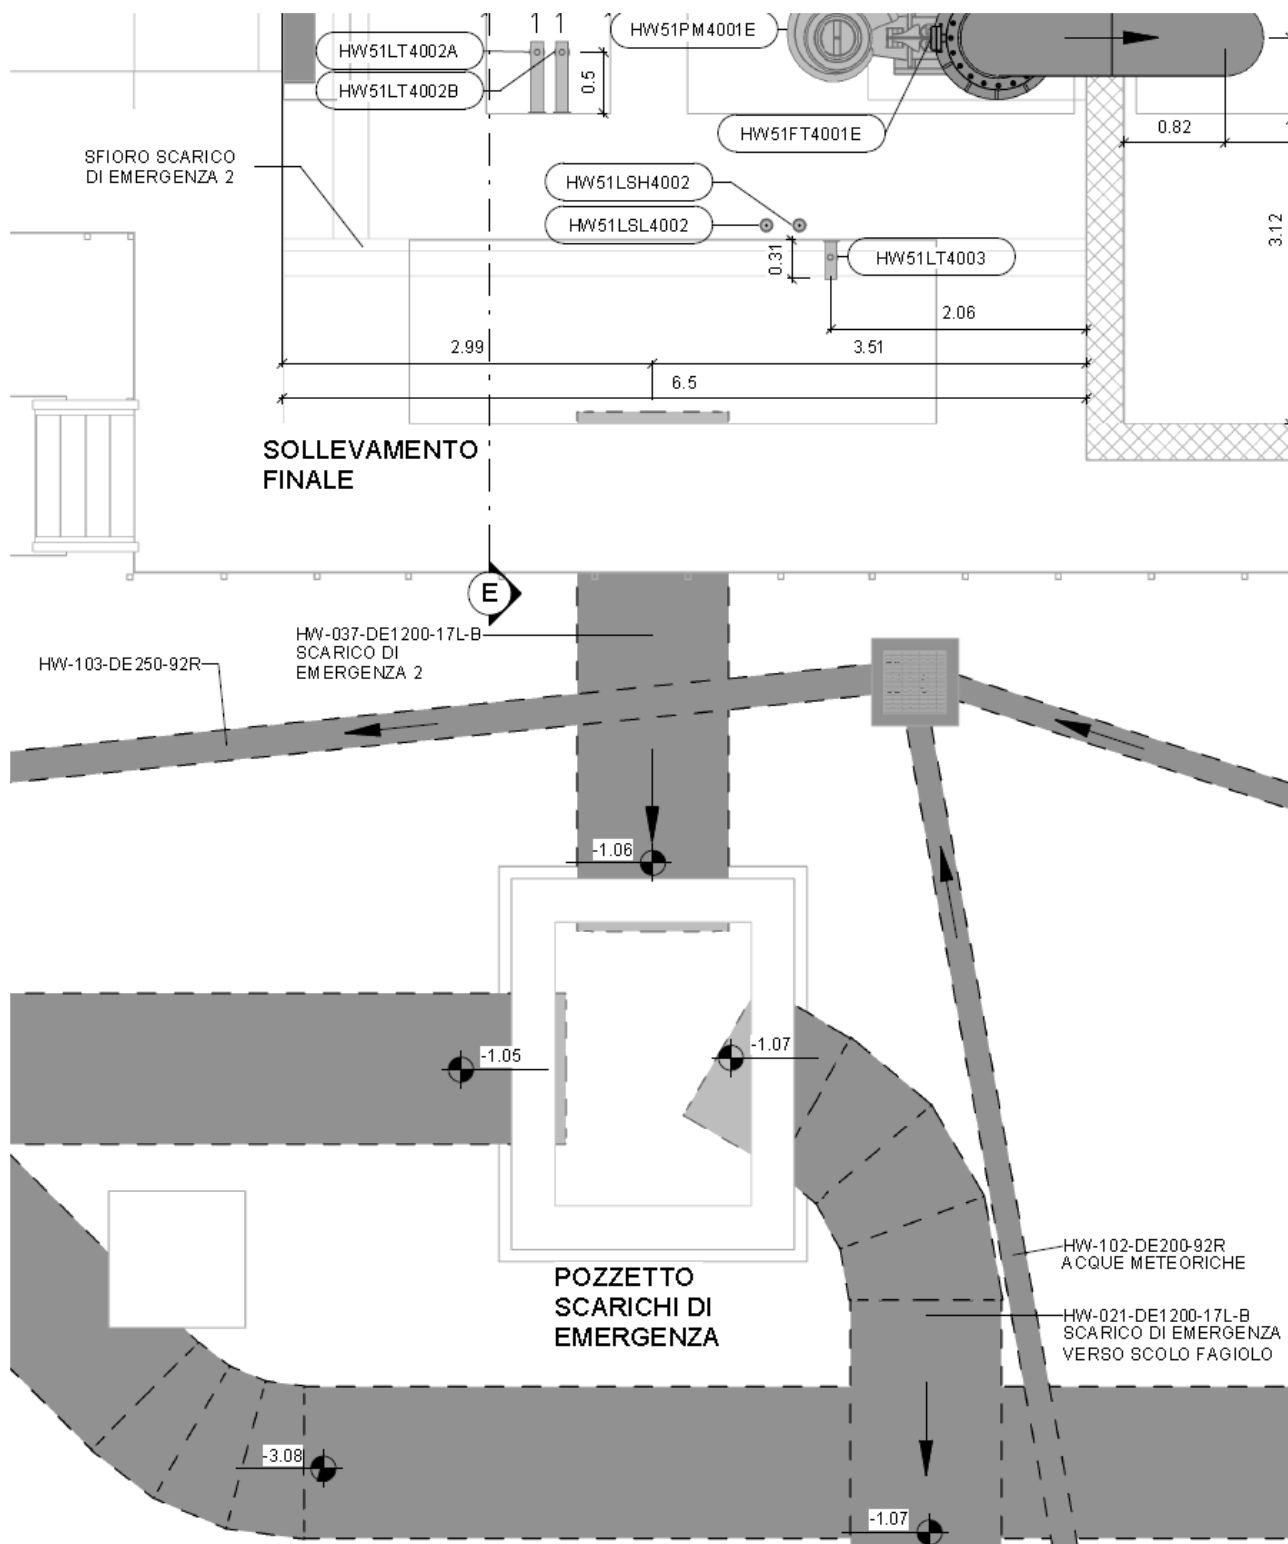 1 1
HW51LT4002A
HW51PM4001E
HW51LT4002B
0.5
HW51FT4001E
0.82
SFIORO SCARICO
DI EMERGENZA 2
HW51LSH4002
HW51LSL4002
3.12
0.31
HW51LT4003
2.06
2.99
3.51
6.5
SOLLEVAMENTO
FINALE
E
HW-037-DE1200-17L-B
SCARICO DI
EMERGENZA 2
HW-103-DE250-92R
-1.06
-1.05
-1.07
HW-102-DE200-92R
ACQUE METEORICHE
POZZETTO
SCARICHI DI
EMERGENZA
HW-021-DE1200-17L-B
SCARICO DI EMERGENZA
VERSO SCOLO FAGIOLO
-3.08
-1.07